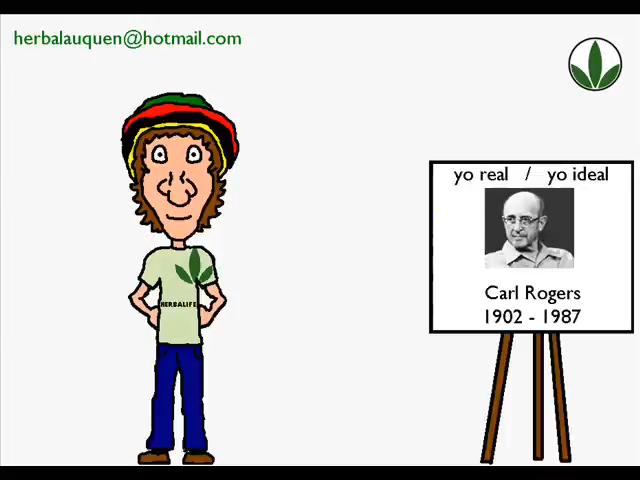 herbalauquen@hotmail.com
yo real / yo ideal
Carl Rogers
1902 - 1987
HERBALIFE